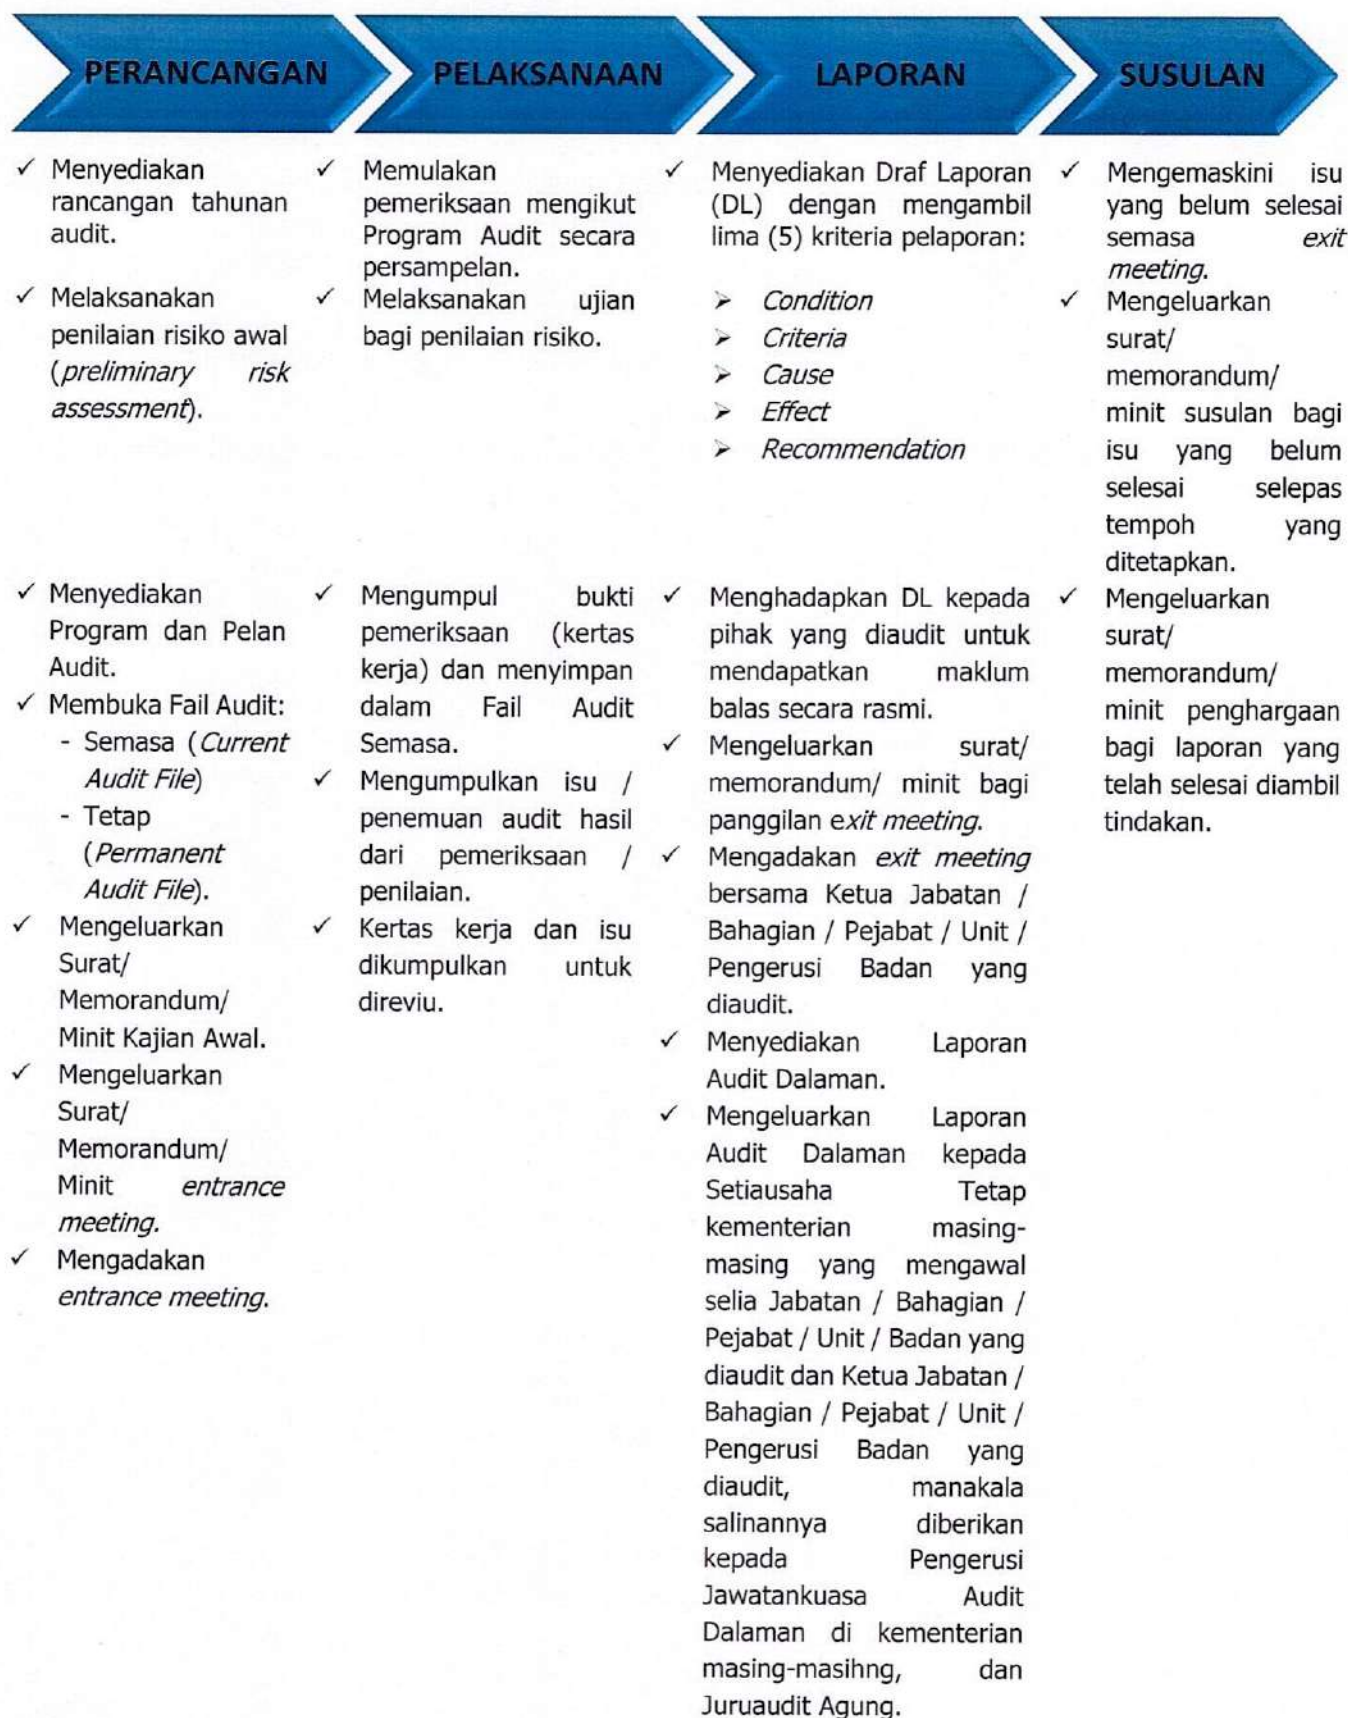 PERANCANGAN
PELAKSANAAN
LAPORAN
SUSULAN
✓ Menyediakan
rancangan tahunan
audit.
✓ Melaksanakan
penilaian risiko awal
(preliminary risk
assessment).
✓ Menyediakan
Program dan Pelan
Audit.
✓ Membuka Fail Audit:
- Semasa (Current
Audit File)
- Tetap
(Permanent
Audit File).
✓ Mengeluarkan
Surat/
Memorandum/
Minit Kajian Awal.
✓ Mengeluarkan
Surat/
Memorandum/
Minit entrance
meeting.
✓ Mengadakan
entrance meeting.
✓ Memulakan
pemeriksaan mengikut
Program Audit secara
persampelan.
✓ Melaksanakan ujian
bagi penilaian risiko.
✓ Mengumpul bukti
pemeriksaan (kertas
kerja) dan menyimpan
dalam Fail Audit
Semasa.
✓ Mengumpulkan isu /
penemuan audit hasil
dari pemeriksaan /
penilaian.
✓ Kertas kerja dan isu
dikumpulkan untuk
direviu.
✓ Menyediakan Draf Laporan
(DL) dengan mengambil
lima (5) kriteria pelaporan:
➢ Condition
➢ Criteria
➢ Cause
➢ Effect
➢ Recommendation
✓ Menghadapkan DL kepada
pihak yang diaudit untuk
mendapatkan maklum
balas secara rasmi.
✓ Mengeluarkan surat/
memorandum/ minit bagi
panggilan exit meeting.
✓ Mengadakan exit meeting
bersama Ketua Jabatan /
Bahagian / Pejabat / Unit /
Pengerusi Badan yang
diaudit.
✓ Menyediakan Laporan
Audit Dalaman.
✓ Mengeluarkan Laporan
Audit Dalaman kepada
Setiausaha Tetap
kementerian masing-
masing yang mengawal
selia Jabatan / Bahagian /
Pejabat / Unit / Badan yang
diaudit dan Ketua Jabatan /
Bahagian / Pejabat / Unit /
Pengerusi Badan yang
diaudit, manakala
salinannya diberikan
kepada Pengerusi
Jawatankuasa Audit
Dalaman di kementerian
masing-masihng, dan
Juruaudit Agung.
✓ Mengemaskini isu
yang belum selesai
semasa exit
meeting.
✓ Mengeluarkan
surat/
memorandum/
minit susulan bagi
isu yang belum
selesai selepas
tempoh yang
ditetapkan.
✓ Mengeluarkan
surat/
memorandum/
minit penghargaan
bagi laporan yang
telah selesai diambil
tindakan.